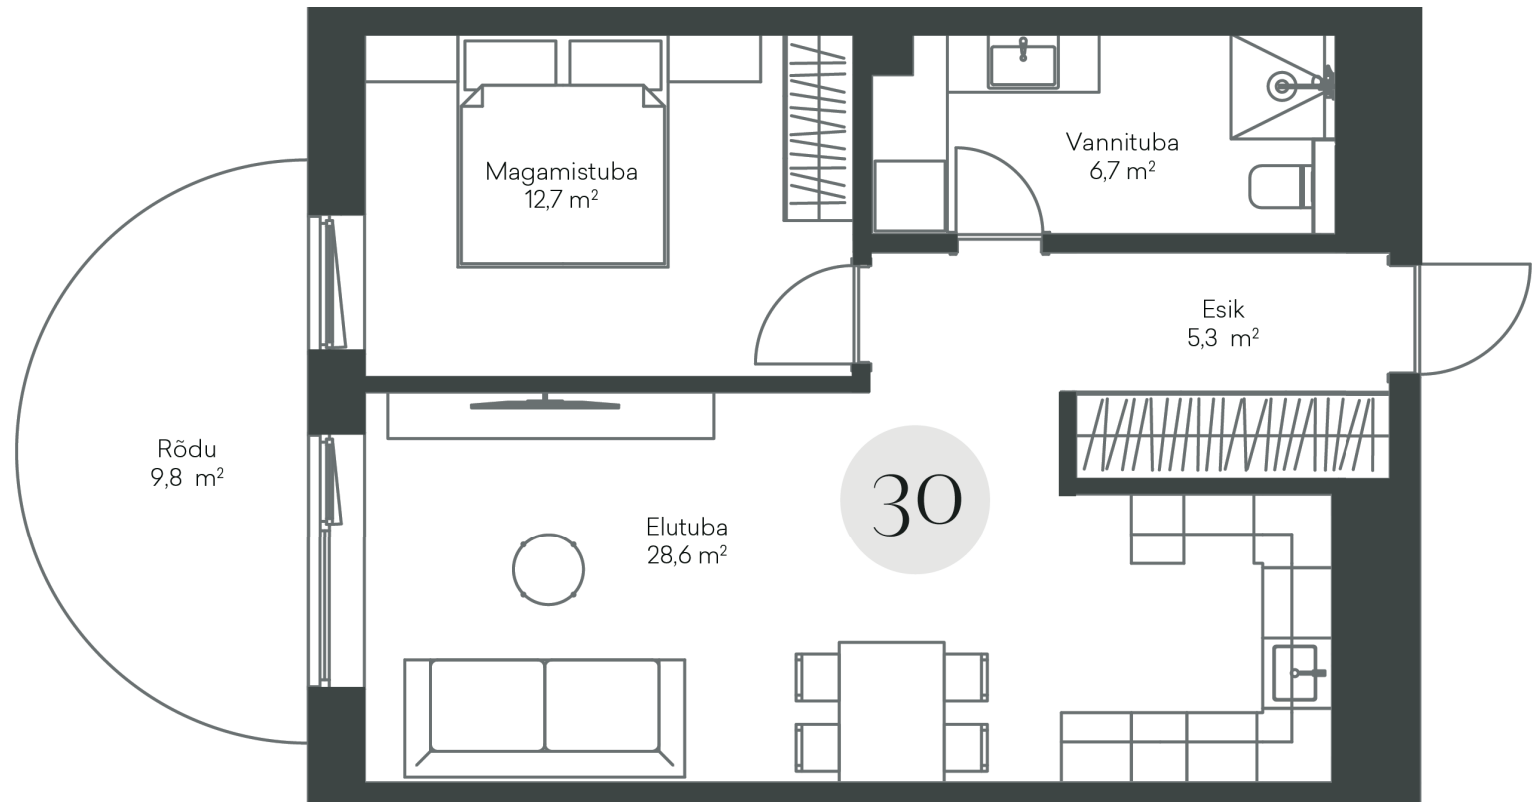 Magamistuba
12,7 m²
Vannituba
6,7 m²
Esik
5,3 m²
Rõdu
9,8 m²
Elutuba
28,6 m²
30